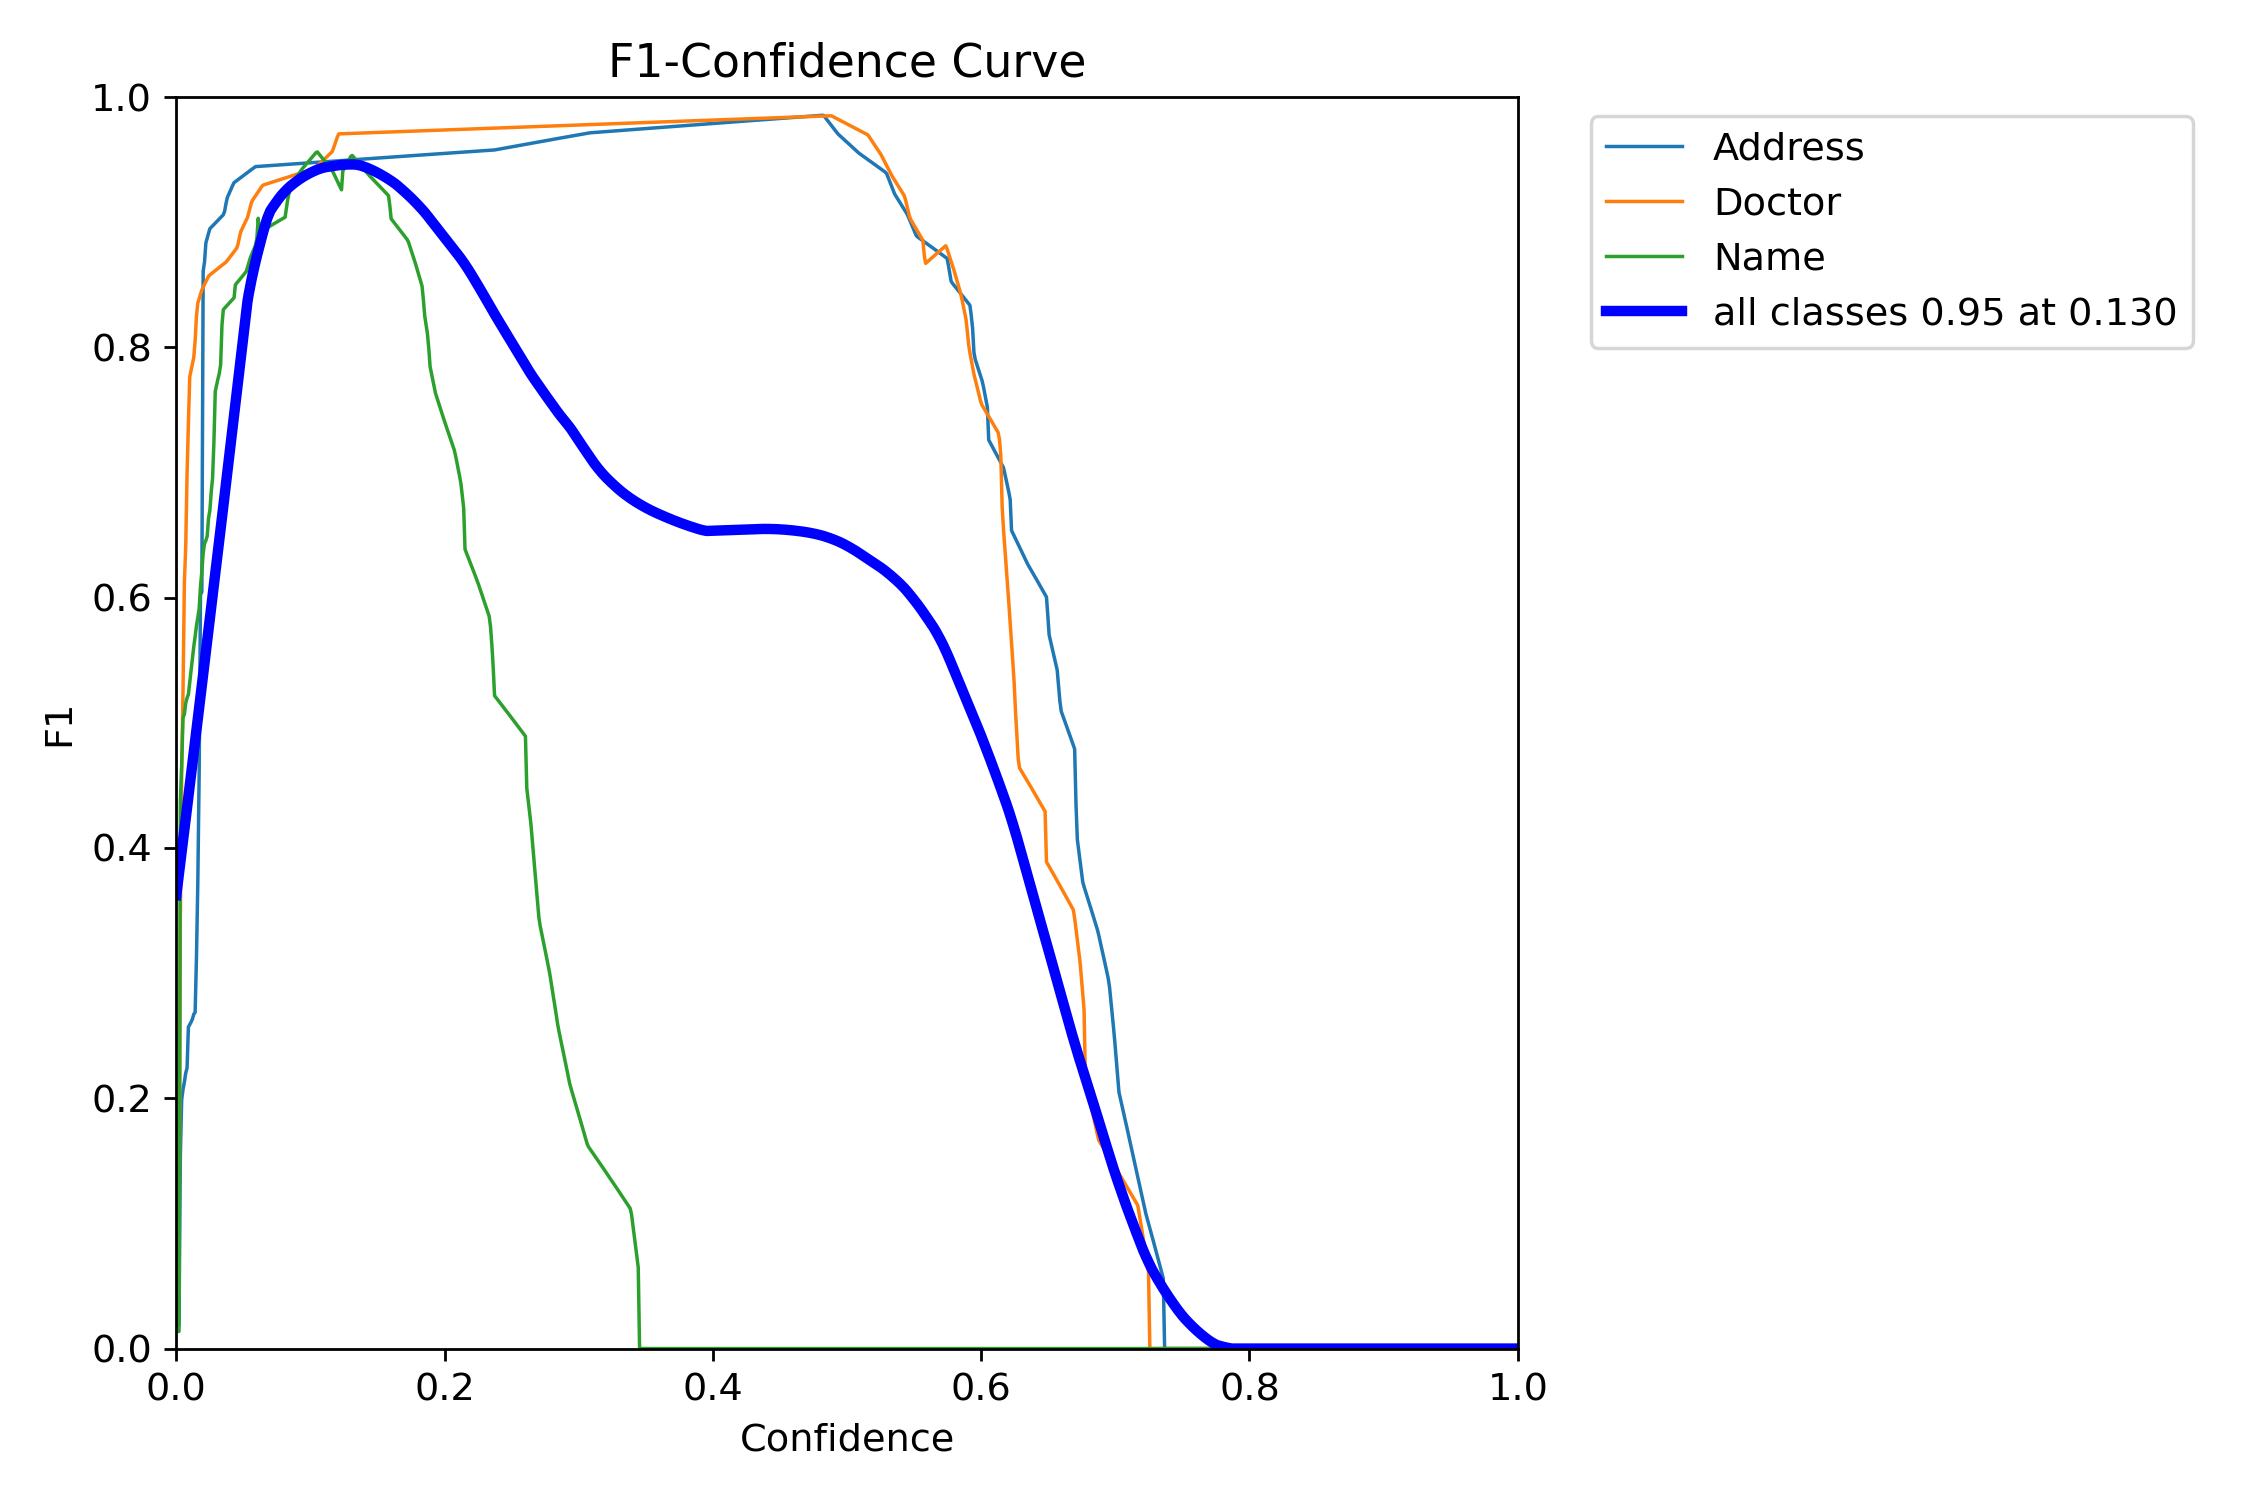 F1-Confidence Curve
1.0
0.8
0.6
0.4
0.2
0.0
F1
0.0 0.2 0.4 0.6 0.8 1.0
Confidence
Address
Doctor
Name
all classes 0.95 at 0.130